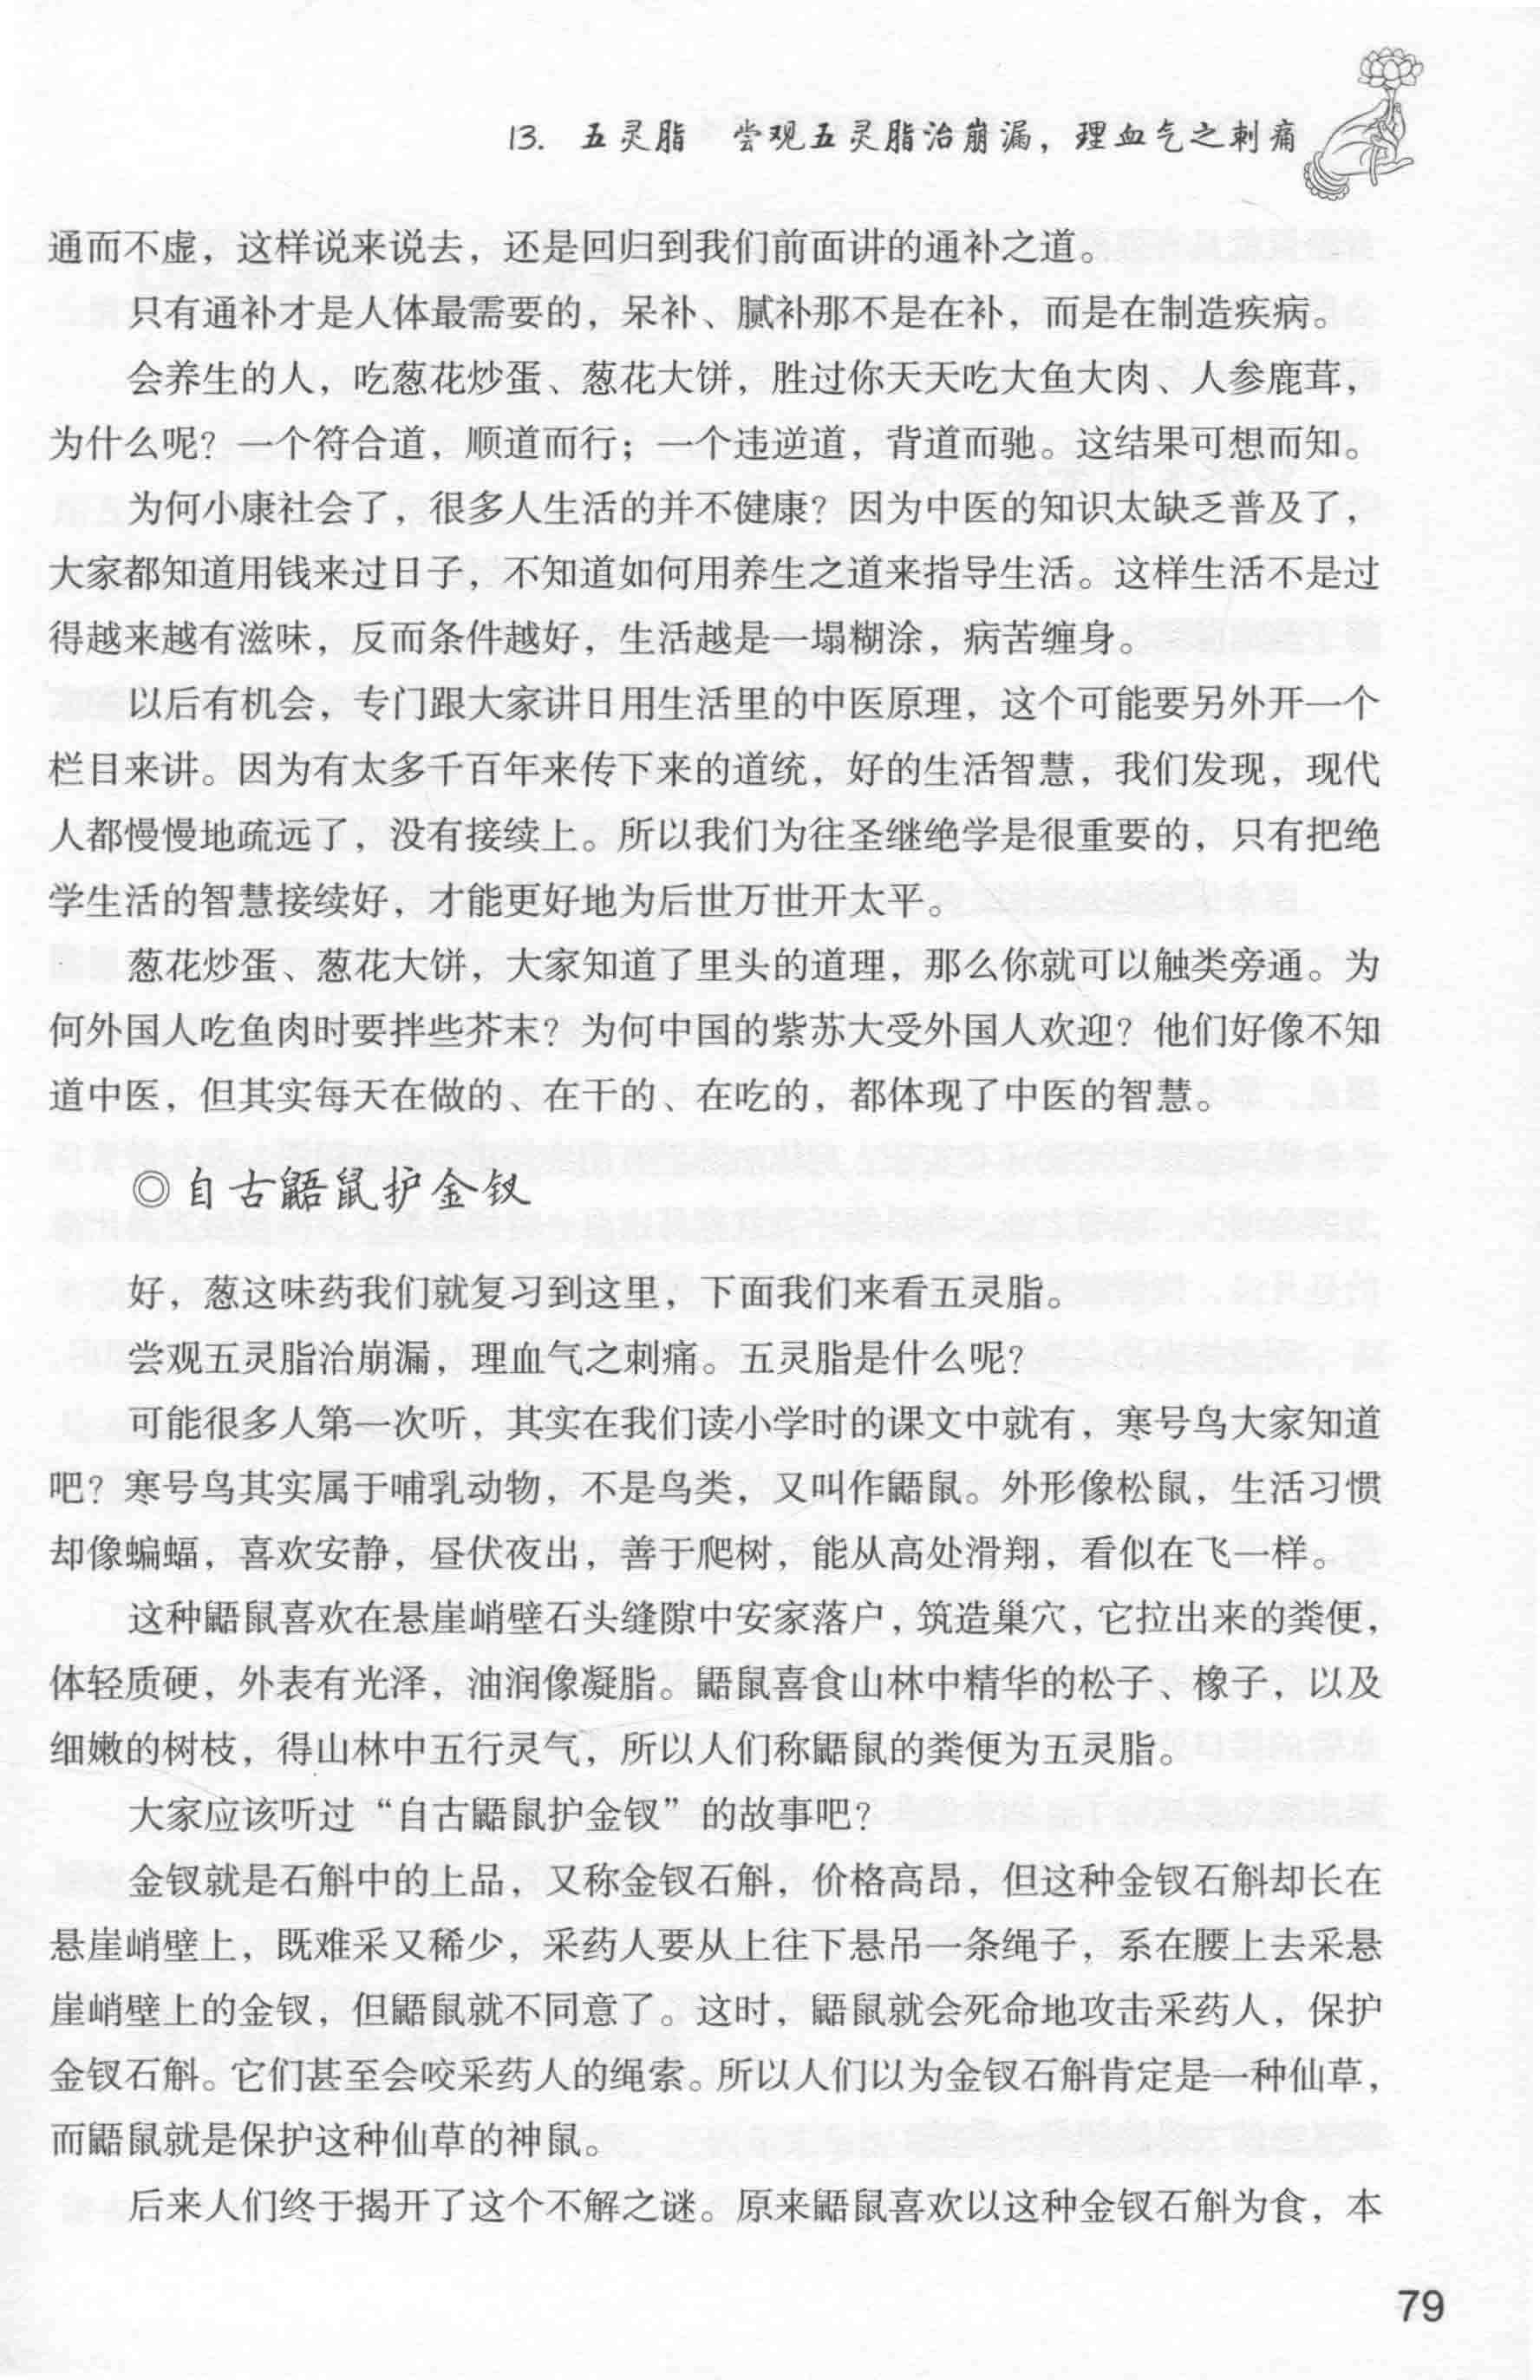 13. 五灵脂 尝观五灵脂治崩漏，理血气之刺痛
通而不虚，这样说来说去，还是回归到我们前面讲的通补之道。
只有通补才是人体最需要的，呆补、腻补那不是在补，而是在制造疾病。
会养生的人，吃葱花炒蛋、葱花大饼，胜过你天天吃大鱼大肉、人参鹿茸，
为什么呢？一个符合道，顺道而行；一个违逆道，背道而驰。这结果可想而知。
为何小康社会了，很多人生活的并不健康？因为中医的知识太缺乏普及了，
大家都知道用钱来过日子，不知道如何用养生之道来指导生活。这样生活不是过
得越来越有滋味，反而条件越好，生活越是一塌糊涂，病苦缠身。
以后有机会，专门跟大家讲日用生活里的中医原理，这个可能要另外开一个
栏目来讲。因为有太多千百年来传下来的道统，好的生活智慧，我们发现，现代
人都慢慢地疏远了，没有接续上。所以我们为往圣继绝学是很重要的，只有把绝
学生活的智慧接续好，才能更好地为后世万世开太平。
葱花炒蛋、葱花大饼，大家知道了里头的道理，那么你就可以触类旁通。为
何外国人吃鱼肉时要拌些芥末？为何中国的紫苏大受外国人欢迎？他们好像不知
道中医，但其实每天在做的、在干的、在吃的，都体现了中医的智慧。
◎自古鼯鼠护金钗
好，葱这味药我们就复习到这里，下面我们来看五灵脂。
尝观五灵脂治崩漏，理血气之刺痛。五灵脂是什么呢？
可能很多人第一次听，其实在我们读小学时的课文中就有，寒号鸟大家知道
吧？寒号鸟其实属于哺乳动物，不是鸟类，又叫作鼯鼠。外形像松鼠，生活习惯
却像蝙蝠，喜欢安静，昼伏夜出，善于爬树，能从高处滑翔，看似在飞一样。
这种鼯鼠喜欢在悬崖峭壁石头缝隙中安家落户，筑造巢穴，它拉出来的粪便，
体轻质硬，外表有光泽，油润像凝脂。鼯鼠喜食山林中精华的松子、橡子，以及
细嫩的树枝，得山林中五行灵气，所以人们称鼯鼠的粪便为五灵脂。
大家应该听过“自古鼯鼠护金钗”的故事吧？
金钗就是石斛中的上品，又称金钗石斛，价格高昂，但这种金钗石斛却长在
悬崖峭壁上，既难采又稀少，采药人要从上往下悬吊一条绳子，系在腰上去采悬
崖峭壁上的金钗，但鼯鼠就不同意了。这时，鼯鼠就会死命地攻击采药人，保护
金钗石斛。它们甚至会咬采药人的绳索。所以人们以为金钗石斛肯定是一种仙草，
而鼯鼠就是保护这种仙草的神鼠。
后来人们终于揭开了这个不解之谜。原来鼯鼠喜欢以这种金钗石斛为食，本
79